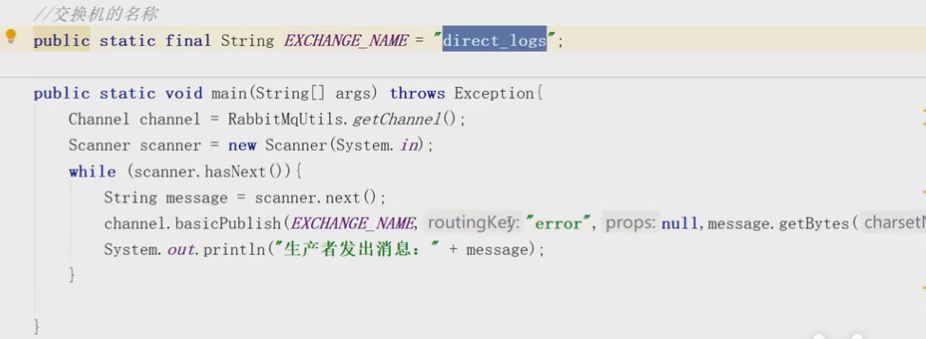 //交换机的名称
public static final String EXCHANGE_NAME = "direct_logs";
public static void main(String[] args) throws Exception{
Channel channel = RabbitMqUtils.getChannel();
Scanner scanner = new Scanner(System.in);
while (scanner.hasNext()){
String message = scanner.next();
channel.basicPublish(EXCHANGE_NAME, routingKey: "error", props: null,message.getBytes(
System.out.println("生产者发出消息：" + message);
}
}